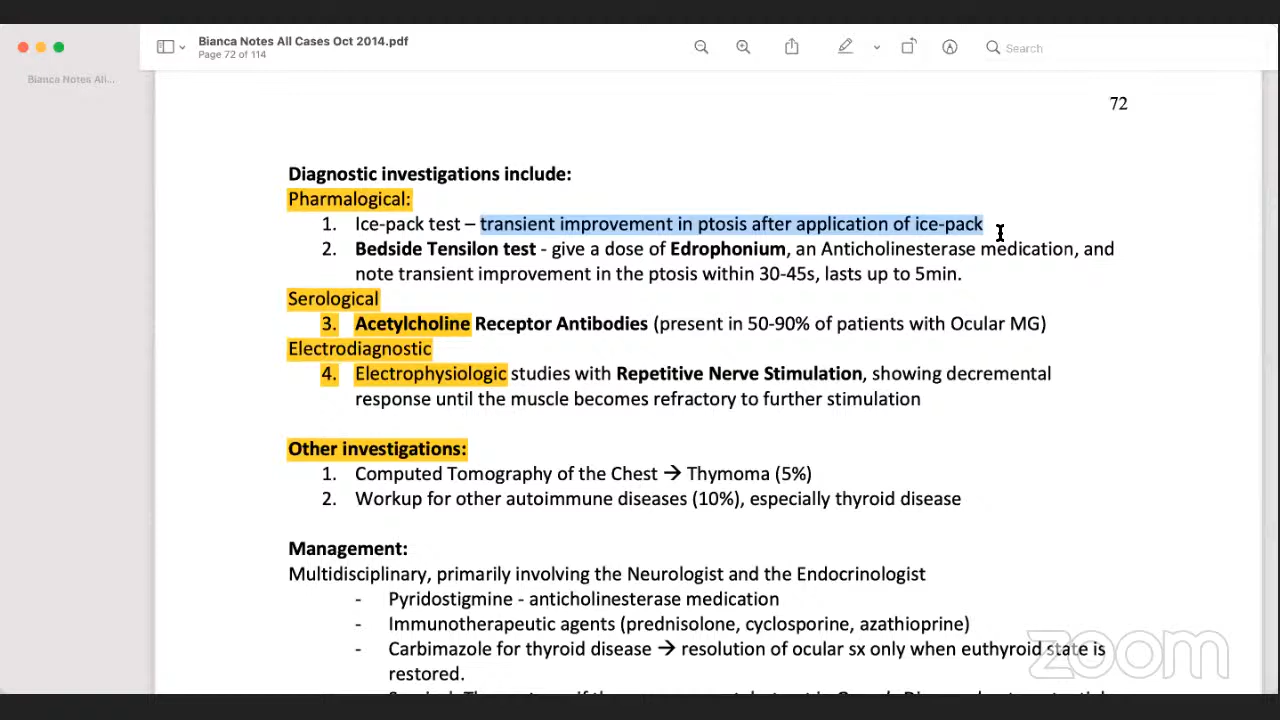 Bianca Notes All Cases Oct 2014.pdf
Page 72 of 114
Search
Bianca Notes Ali...
72
Diagnostic investigations include:
Pharmalogical:
1. Ice-pack test – transient improvement in ptosis after application of ice-pack
2. Bedside Tensilon test - give a dose of Edrophonium, an Anticholinesterase medication, and
note transient improvement in the ptosis within 30-45s, lasts up to 5min.
Serological
3. Acetylcholine Receptor Antibodies (present in 50-90% of patients with Ocular MG)
Electrodiagnostic
4. Electrophysiologic studies with Repetitive Nerve Stimulation, showing decremental
response until the muscle becomes refractory to further stimulation
Other investigations:
1. Computed Tomography of the Chest → Thymoma (5%)
2. Workup for other autoimmune diseases (10%), especially thyroid disease
Management:
Multidisciplinary, primarily involving the Neurologist and the Endocrinologist
- Pyridostigmine - anticholinesterase medication
- Immunotherapeutic agents (prednisolone, cyclosporine, azathioprine)
- Carbimazole for thyroid disease → resolution of ocular sx only when euthyroid state is
restored.
zoom